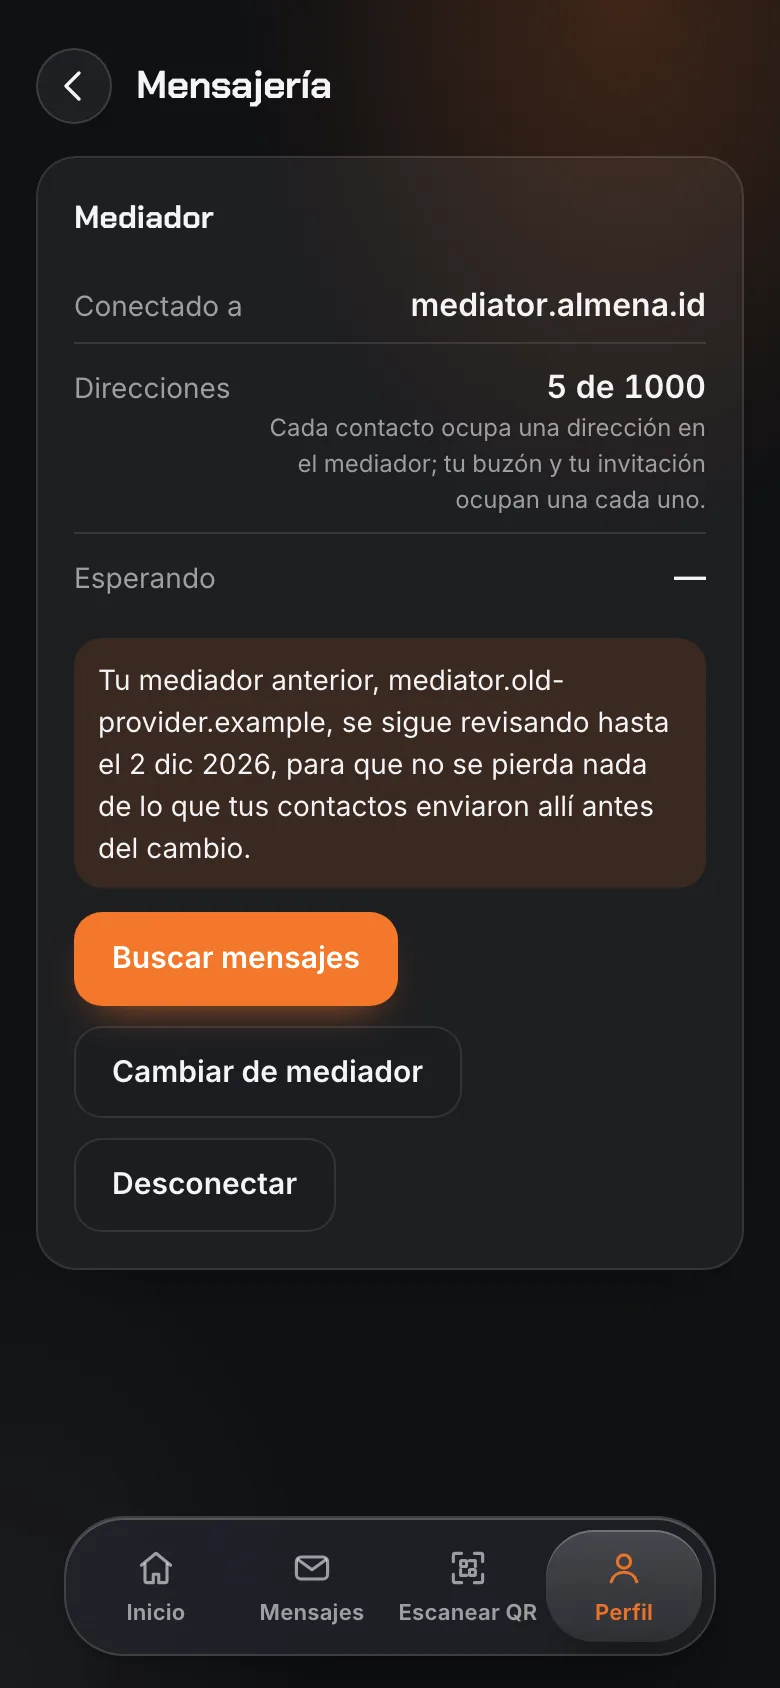 Mensajería
Mediador
Conectado a mediator.almena.id
Direcciones 5 de 1000
Cada contacto ocupa una dirección en
el mediador; tu buzón y tu invitación
ocupan una cada uno.
Esperando —
Tu mediador anterior, mediator.old-
provider.example, se sigue revisando hasta
el 2 dic 2026, para que no se pierda nada
de lo que tus contactos enviaron allí antes
del cambio.
Buscar mensajes
Cambiar de mediador
Desconectar
Inicio Mensajes Escanear QR Perfil